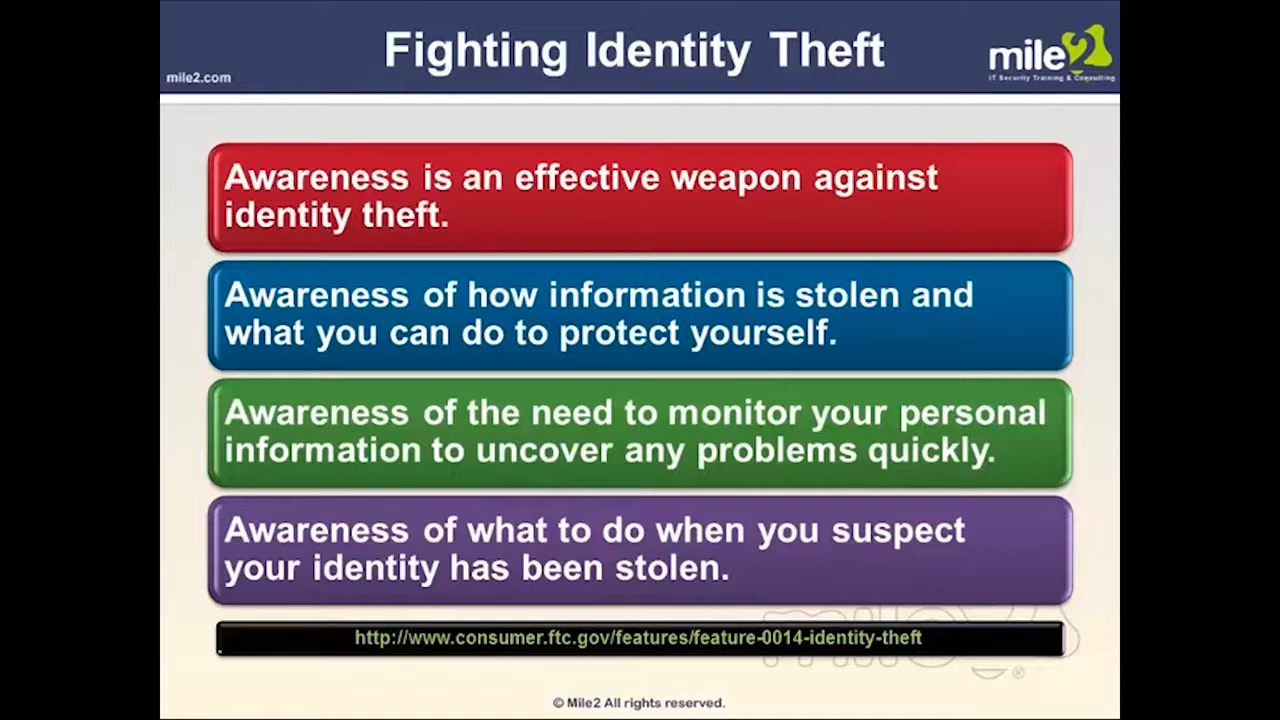 Fighting Identity Theft
mile2.com
mile2
IT Security Training & Consulting
Awareness is an effective weapon against
identity theft.
Awareness of how information is stolen and
what you can do to protect yourself.
Awareness of the need to monitor your personal
information to uncover any problems quickly.
Awareness of what to do when you suspect
your identity has been stolen.
http://www.consumer.ftc.gov/features/feature-0014-identity-theft
mile2 ®
© Mile2 All rights reserved.